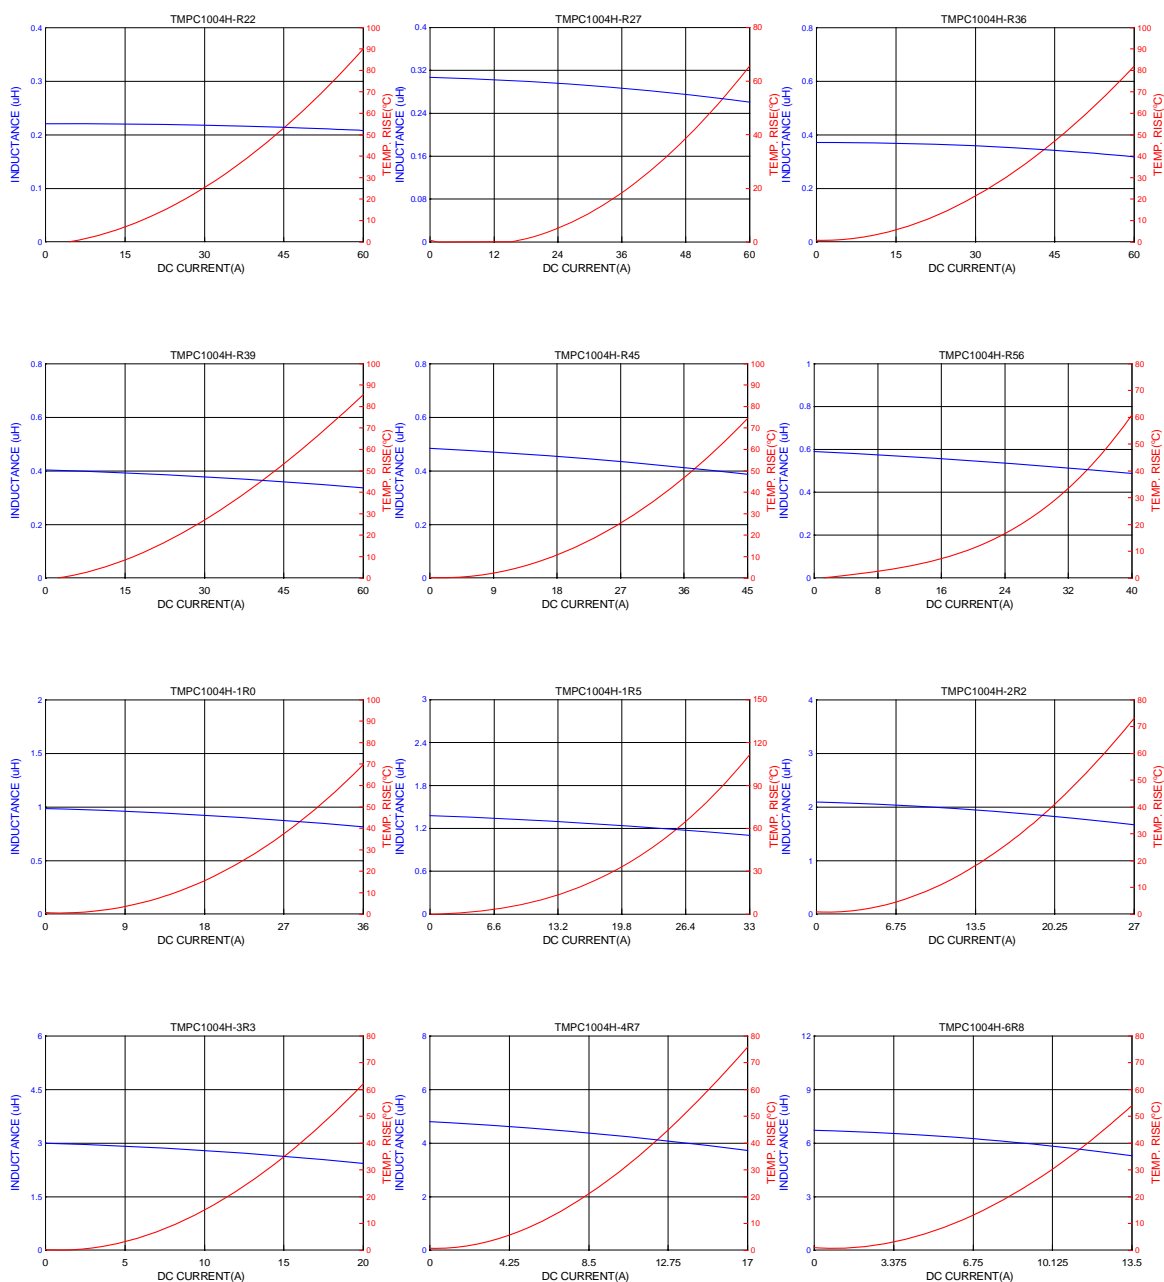 TMPC1004H-R22
INDUCTANCE (uH)
0.4
0.3
0.2
0.1
0
100
90
80
70
60
50
40
30
20
10
0
TEMP. RISE(ºC)
0 15 30 45 60
DC CURRENT(A)
TMPC1004H-R27
INDUCTANCE (uH)
0.4
0.32
0.24
0.16
0.08
0
80
60
40
20
0
TEMP. RISE(ºC)
0 12 24 36 48 60
DC CURRENT(A)
TMPC1004H-R36
INDUCTANCE (uH)
0.8
0.6
0.4
0.2
0
100
90
80
70
60
50
40
30
20
10
0
TEMP. RISE(ºC)
0 15 30 45 60
DC CURRENT(A)
TMPC1004H-R39
INDUCTANCE (uH)
0.8
0.6
0.4
0.2
0
100
90
80
70
60
50
40
30
20
10
0
TEMP. RISE(ºC)
0 15 30 45 60
DC CURRENT(A)
TMPC1004H-R45
INDUCTANCE (uH)
0.8
0.6
0.4
0.2
0
100
90
80
70
60
50
40
30
20
10
0
TEMP. RISE(ºC)
0 9 18 27 36 45
DC CURRENT(A)
TMPC1004H-R56
INDUCTANCE (uH)
1
0.8
0.6
0.4
0.2
0
80
70
60
50
40
30
20
10
0
TEMP. RISE(ºC)
0 8 16 24 32 40
DC CURRENT(A)
TMPC1004H-1R0
INDUCTANCE (uH)
2
1.5
1
0.5
0
100
90
80
70
60
50
40
30
20
10
0
TEMP. RISE(ºC)
0 9 18 27 36
DC CURRENT(A)
TMPC1004H-1R5
INDUCTANCE (uH)
3
2.4
1.8
1.2
0.6
0
150
120
90
60
30
0
TEMP. RISE(ºC)
0 6.6 13.2 19.8 26.4 33
DC CURRENT(A)
TMPC1004H-2R2
INDUCTANCE (uH)
4
3
2
1
0
80
70
60
50
40
30
20
10
0
TEMP. RISE(ºC)
0 6.75 13.5 20.25 27
DC CURRENT(A)
TMPC1004H-3R3
INDUCTANCE (uH)
6
4.5
3
1.5
0
80
70
60
50
40
30
20
10
0
TEMP. RISE(ºC)
0 5 10 15 20
DC CURRENT(A)
TMPC1004H-4R7
INDUCTANCE (uH)
8
6
4
2
0
80
70
60
50
40
30
20
10
0
TEMP. RISE(ºC)
0 4.25 8.5 12.75 17
DC CURRENT(A)
TMPC1004H-6R8
INDUCTANCE (uH)
12
9
6
3
0
80
70
60
50
40
30
20
10
0
TEMP. RISE(ºC)
0 3.375 6.75 10.125 13.5
DC CURRENT(A)